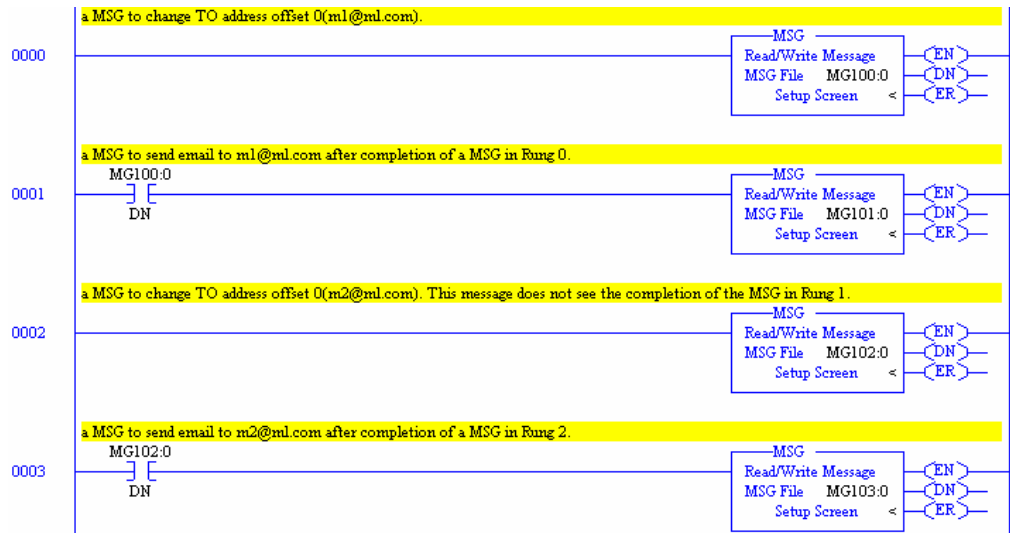 a MSG to change TO address offset 0(m1@ml.com).
0000
MSG
Read/Write Message
MSG File MG100:0
Setup Screen <
EN
DN
ER
a MSG to send email to m1@ml.com after completion of a MSG in Rung 0.
0001
MG100:0
DN
MSG
Read/Write Message
MSG File MG101:0
Setup Screen <
EN
DN
ER
a MSG to change TO address offset 0(m2@ml.com). This message does not see the completion of the MSG in Rung 1.
0002
MSG
Read/Write Message
MSG File MG102:0
Setup Screen <
EN
DN
ER
a MSG to send email to m2@ml.com after completion of a MSG in Rung 2.
0003
MG102:0
DN
MSG
Read/Write Message
MSG File MG103:0
Setup Screen <
EN
DN
ER